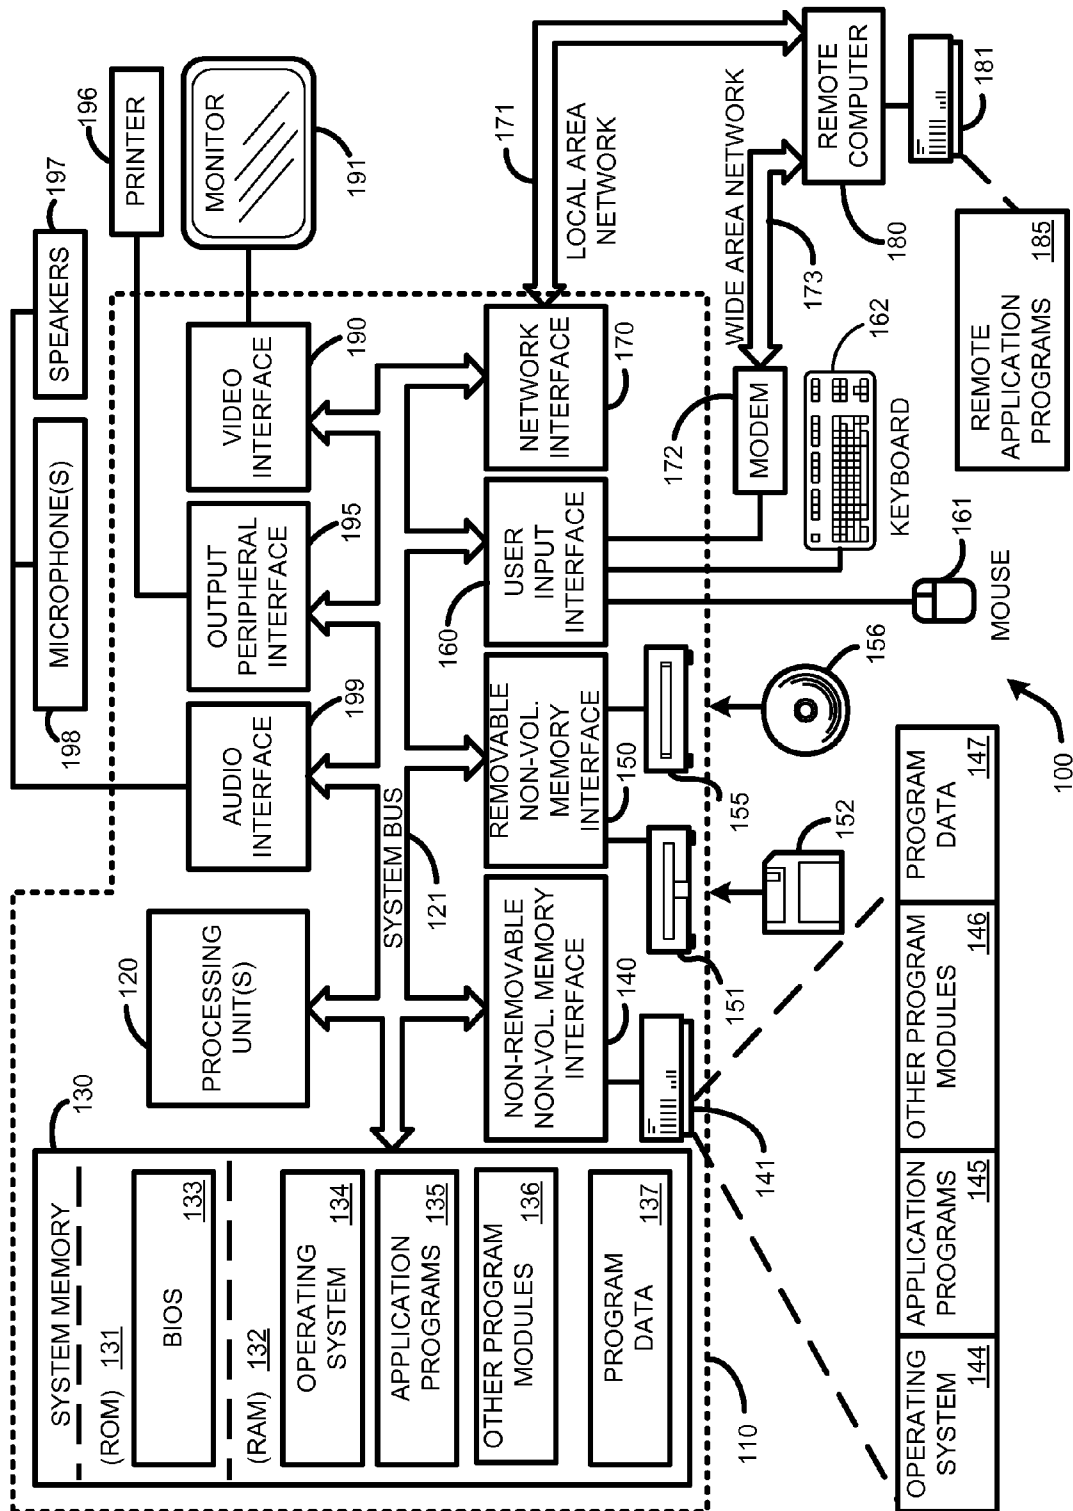 SYSTEM MEMORY
130
(ROM) 131
BIOS
133
(RAM) 132
OPERATING
SYSTEM
134
APPLICATION
PROGRAMS
135
OTHER PROGRAM
MODULES
136
PROGRAM
DATA
137
120
PROCESSING
UNIT(S)
SYSTEM BUS
121
198
MICROPHONE(S)
SPEAKERS
197
196
PRINTER
MONITOR
191
AUDIO
INTERFACE
199
OUTPUT
PERIPHERAL
INTERFACE
195
VIDEO
INTERFACE
190
NON-REMOVABLE
NON-VOL. MEMORY
INTERFACE
140
REMOVABLE
NON-VOL.
MEMORY
INTERFACE
150
160
USER
INPUT
INTERFACE
NETWORK
INTERFACE
170
171
LOCAL AREA
NETWORK
WIDE AREA NETWORK
173
172
MODEM
REMOTE
COMPUTER
180
181
141
151
155
152
156
161
MOUSE
162
KEYBOARD
110
REMOTE
APPLICATION
PROGRAMS
185
OPERATING
SYSTEM
144
APPLICATION
PROGRAMS
145
OTHER PROGRAM
MODULES
146
PROGRAM
DATA
147
100